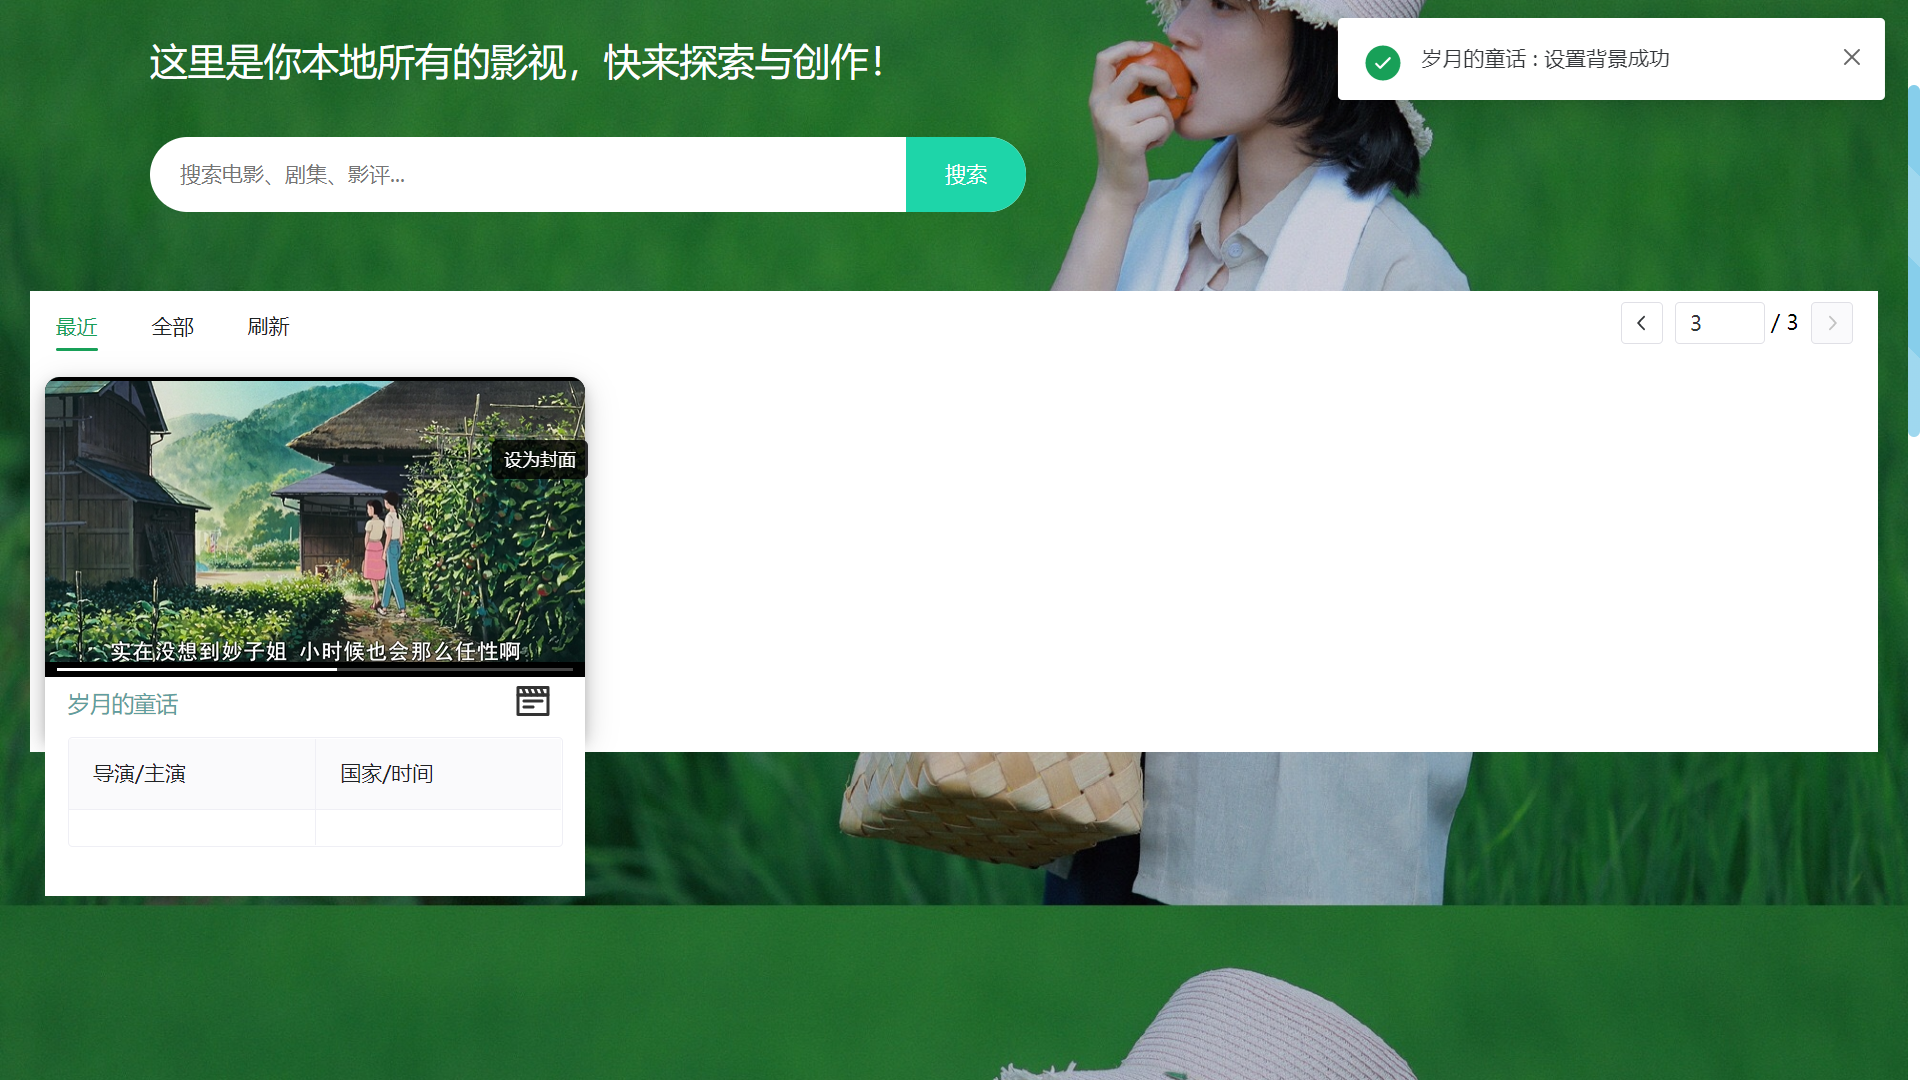 这里是你本地所有的影视，快来探索与创作！
岁月的童话 : 设置背景成功
搜索电影、剧集、影评...
搜索
最近 全部 刷新
3 / 3
设为封面
实在没想到妙子姐 小时候也会那么任性啊
岁月的童话
导演/主演 国家/时间